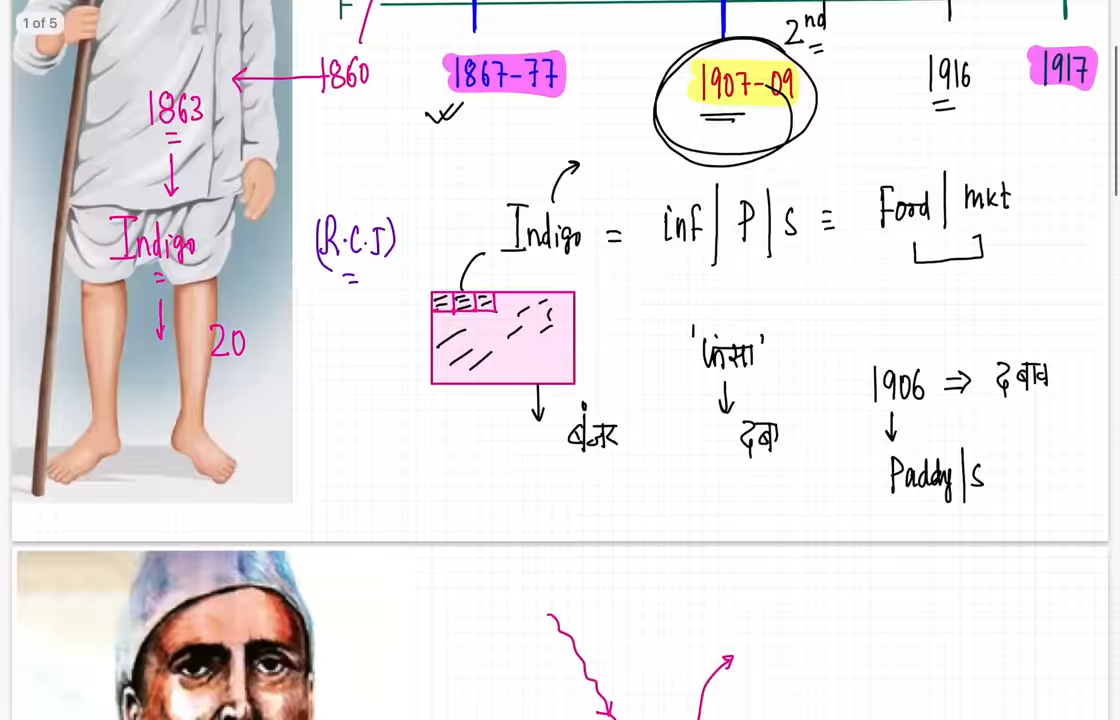 1 of 5
2nd
1860
1867-77
1907-09
1916
1917
1863
Indigo
20
(R.C.J)
Indigo = inf | P | S = Food | mkt
बंजर
दबा
1906 ⇒ दबाव
Paddy | S